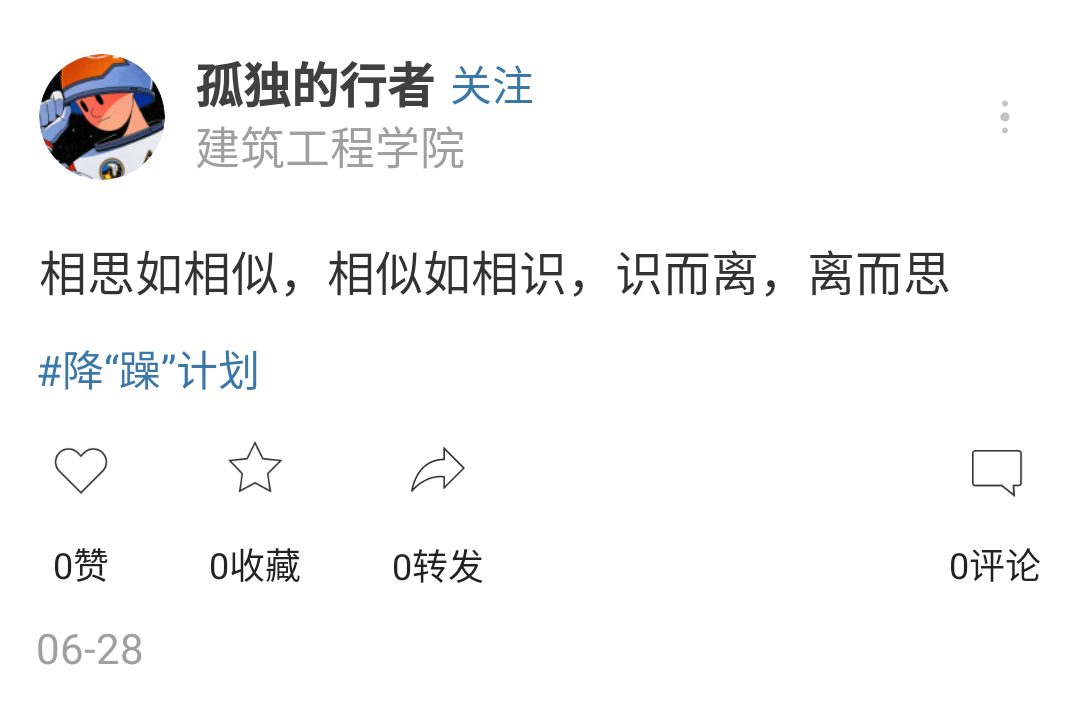 孤独的行者 关注
建筑工程学院
相思如相似，相似如相识，识而离，离而思
#降“躁”计划
0赞 0收藏 0转发 0评论
06-28